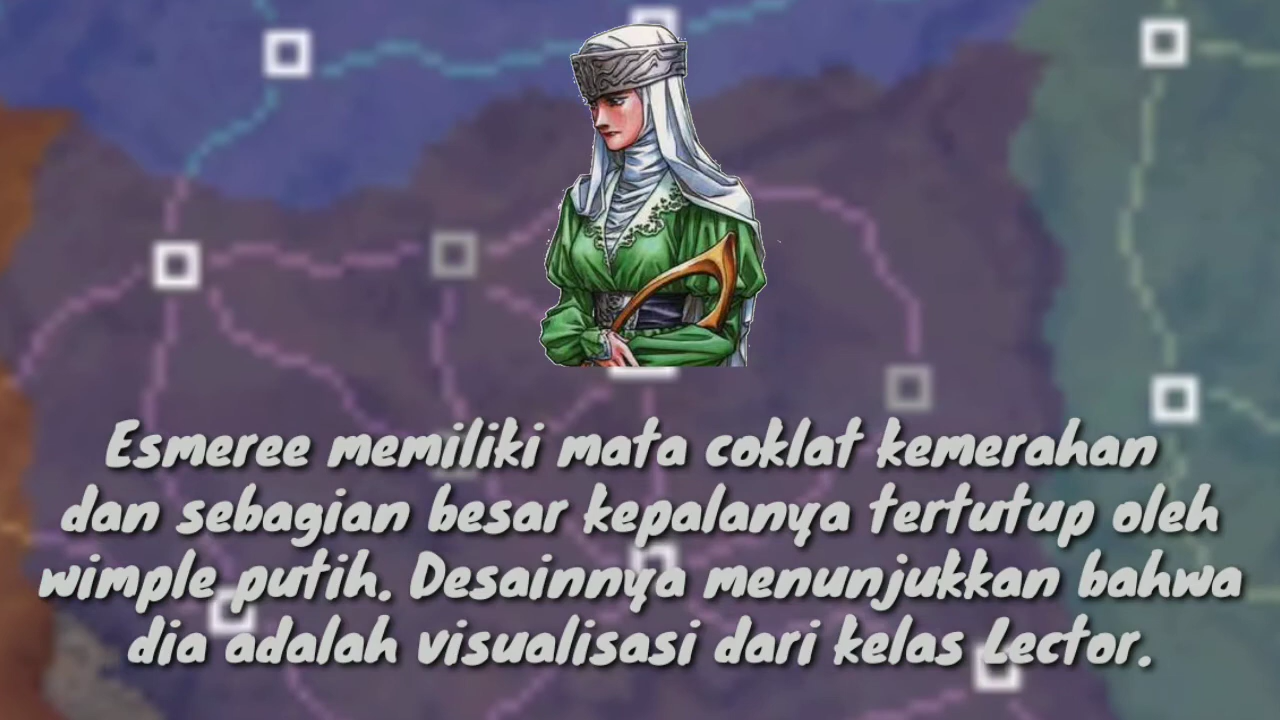 Esmeree memiliki mata coklat kemerahan
dan sebagian besar kepalanya tertutup oleh
wimple putih. Desainnya menunjukkan bahwa
dia adalah visualisasi dari kelas Lector.